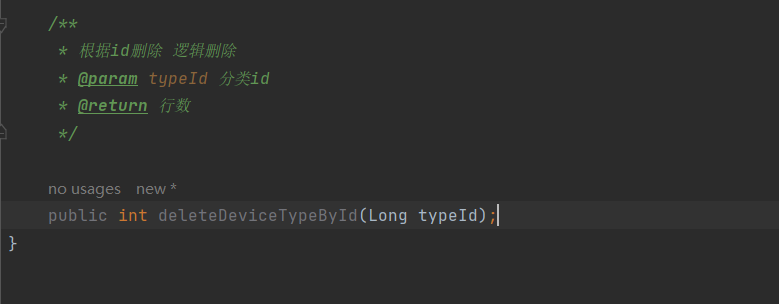 /**
* 根据id删除 逻辑删除
* @param typeId 分类id
* @return 行数
*/
no usages new *
public int deleteDeviceTypeById(Long typeId);
}